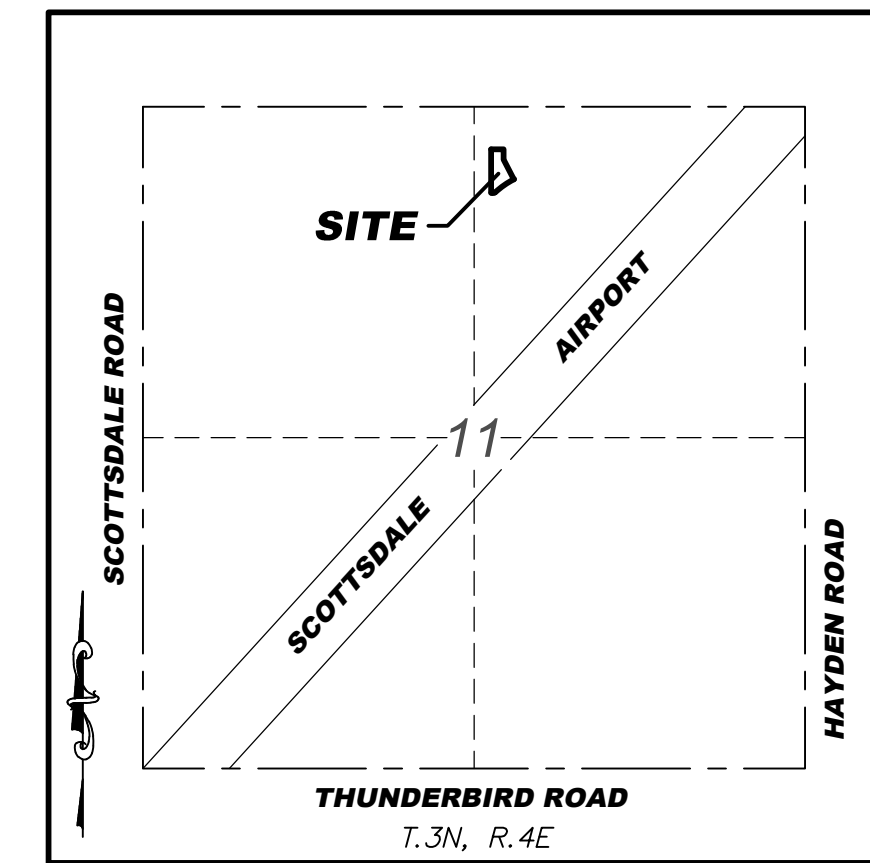 SITE
AIRPORT
SCOTTSDALE ROAD
11
SCOTTSDALE
HAYDEN ROAD
THUNDERBIRD ROAD
T.3N, R.4E